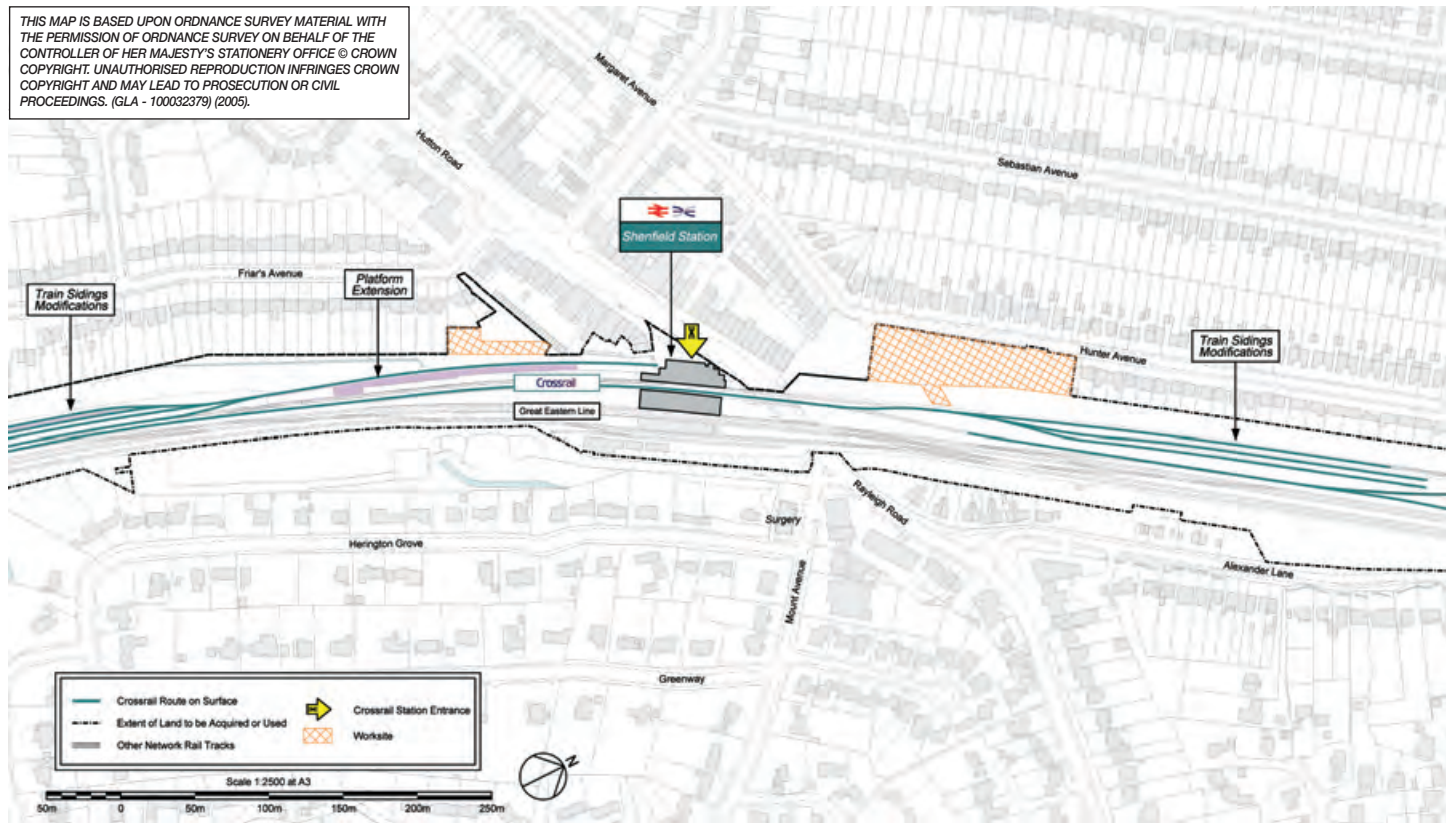 THIS MAP IS BASED UPON ORDNANCE SURVEY MATERIAL WITH
THE PERMISSION OF ORDNANCE SURVEY ON BEHALF OF THE
CONTROLLER OF HER MAJESTY'S STATIONERY OFFICE © CROWN
COPYRIGHT. UNAUTHORISED REPRODUCTION INFRINGES CROWN
COPYRIGHT AND MAY LEAD TO PROSECUTION OR CIVIL
PROCEEDINGS. (GLA - 100032379) (2005).
Margaret Avenue
Hutton Road
Sebastian Avenue
Shenfield Station
Friar's Avenue
Platform
Extension
Train Sidings
Modifications
Hunter Avenue
Train Sidings
Modifications
Crossrail
Great Eastern Line
Rayleigh Road
Surgery
Herington Grove
Alexander Lane
Mount Avenue
Greenway
Crossrail Route on Surface
Extent of Land to be Acquired or Used
Other Network Rail Tracks
Crossrail Station Entrance
Worksite
N
Scale 1:2500 at A3
50m 0 50m 100m 150m 200m 250m